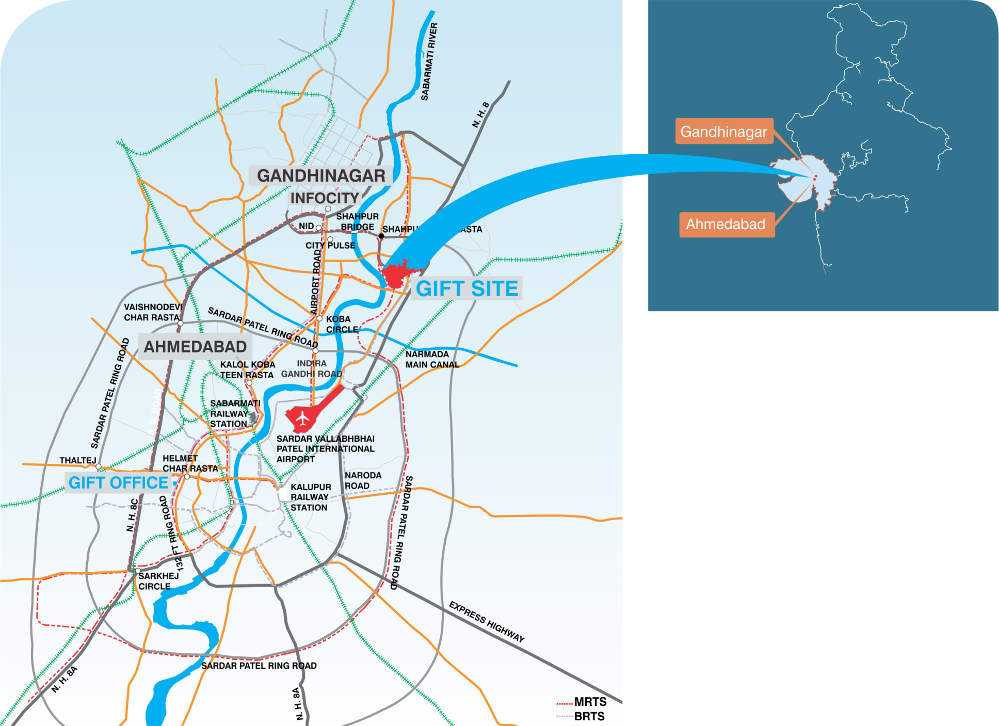 SABARMATI RIVER
N. H. 8
Gandhinagar
GANDHINAGAR
INFOCITY
SHAHPUR
BRIDGE
NID
SHAHPU
ASTA
Ahmedabad
CITY PULSE
AIRPORT ROAD
GIFT SITE
VAISHNODEVI
CHAR RASTA
SARDAR PATEL RING ROAD
KOBA
CIRCLE
AHMEDABAD
SARDAR PATEL RING ROAD
NARMADA
MAIN CANAL
KALOL KOBA
TEEN RASTA
INDIRA
GANDHI ROAD
S. G. ROAD
SABARMATI
RAILWAY
STATION
SARDAR VALLABHBHAI
PATEL INTERNATIONAL
AIRPORT
THALTEJ
HELMET
CHAR RASTA
GIFT OFFICE
NARODA
ROAD
KALUPUR
RAILWAY
STATION
N. H. 8C
132 FT RING ROAD
SARDAR PATEL RING ROAD
SARKHEJ
CIRCLE
EXPRESS HIGHWAY
SARDAR PATEL RING ROAD
N. H. 8A
N. H. 8A
MRTS
BRTS